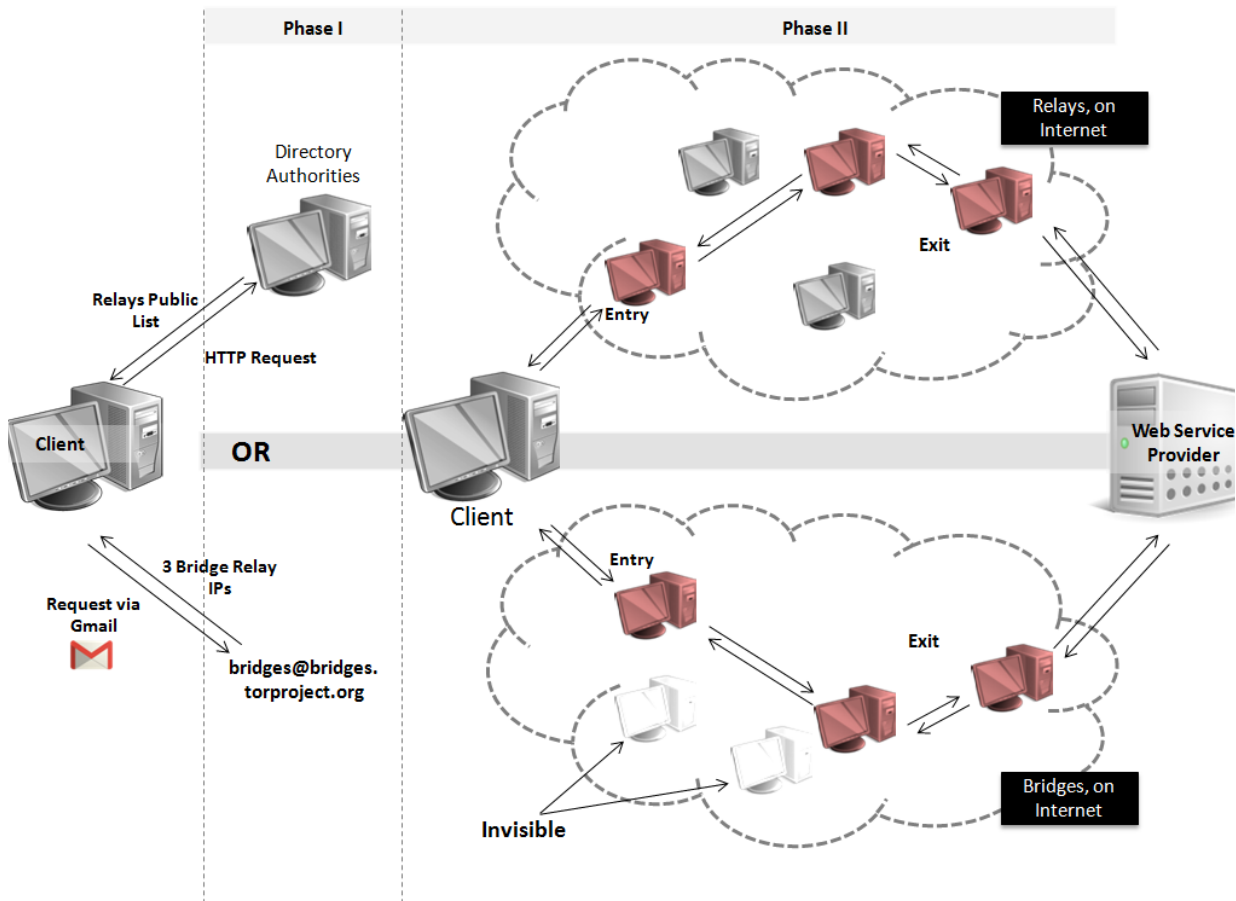 Phase I
Phase II
Relays, on
Internet
Directory
Authorities
Exit
Relays Public
List
Entry
HTTP Request
Client
OR
Web Service
Provider
Client
3 Bridge Relay
IPs
Entry
Request via
Gmail
Exit
bridges@bridges.
torproject.org
Bridges, on
Internet
Invisible